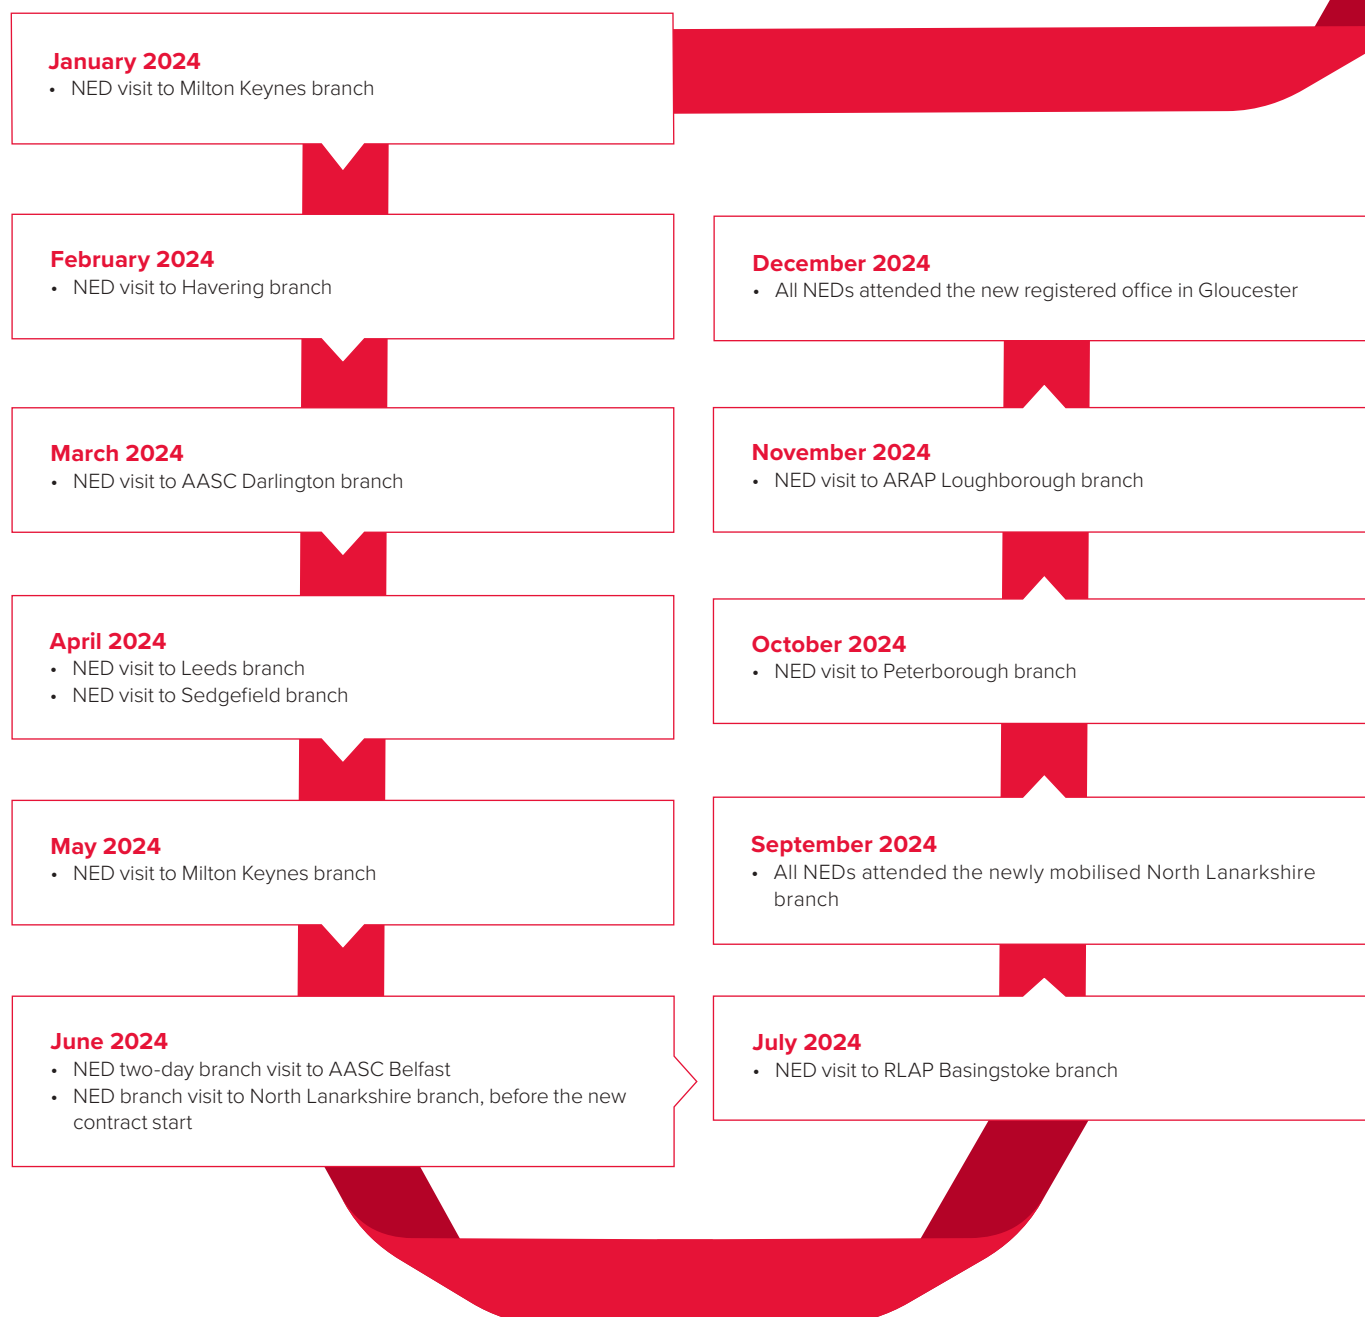 January 2024
• NED visit to Milton Keynes branch
February 2024
• NED visit to Havering branch
March 2024
• NED visit to AASC Darlington branch
April 2024
• NED visit to Leeds branch
• NED visit to Sedgefield branch
May 2024
• NED visit to Milton Keynes branch
June 2024
• NED two-day branch visit to AASC Belfast
• NED branch visit to North Lanarkshire branch, before the new
contract start
July 2024
• NED visit to RLAP Basingstoke branch
September 2024
• All NEDs attended the newly mobilised North Lanarkshire
branch
October 2024
• NED visit to Peterborough branch
November 2024
• NED visit to ARAP Loughborough branch
December 2024
• All NEDs attended the new registered office in Gloucester